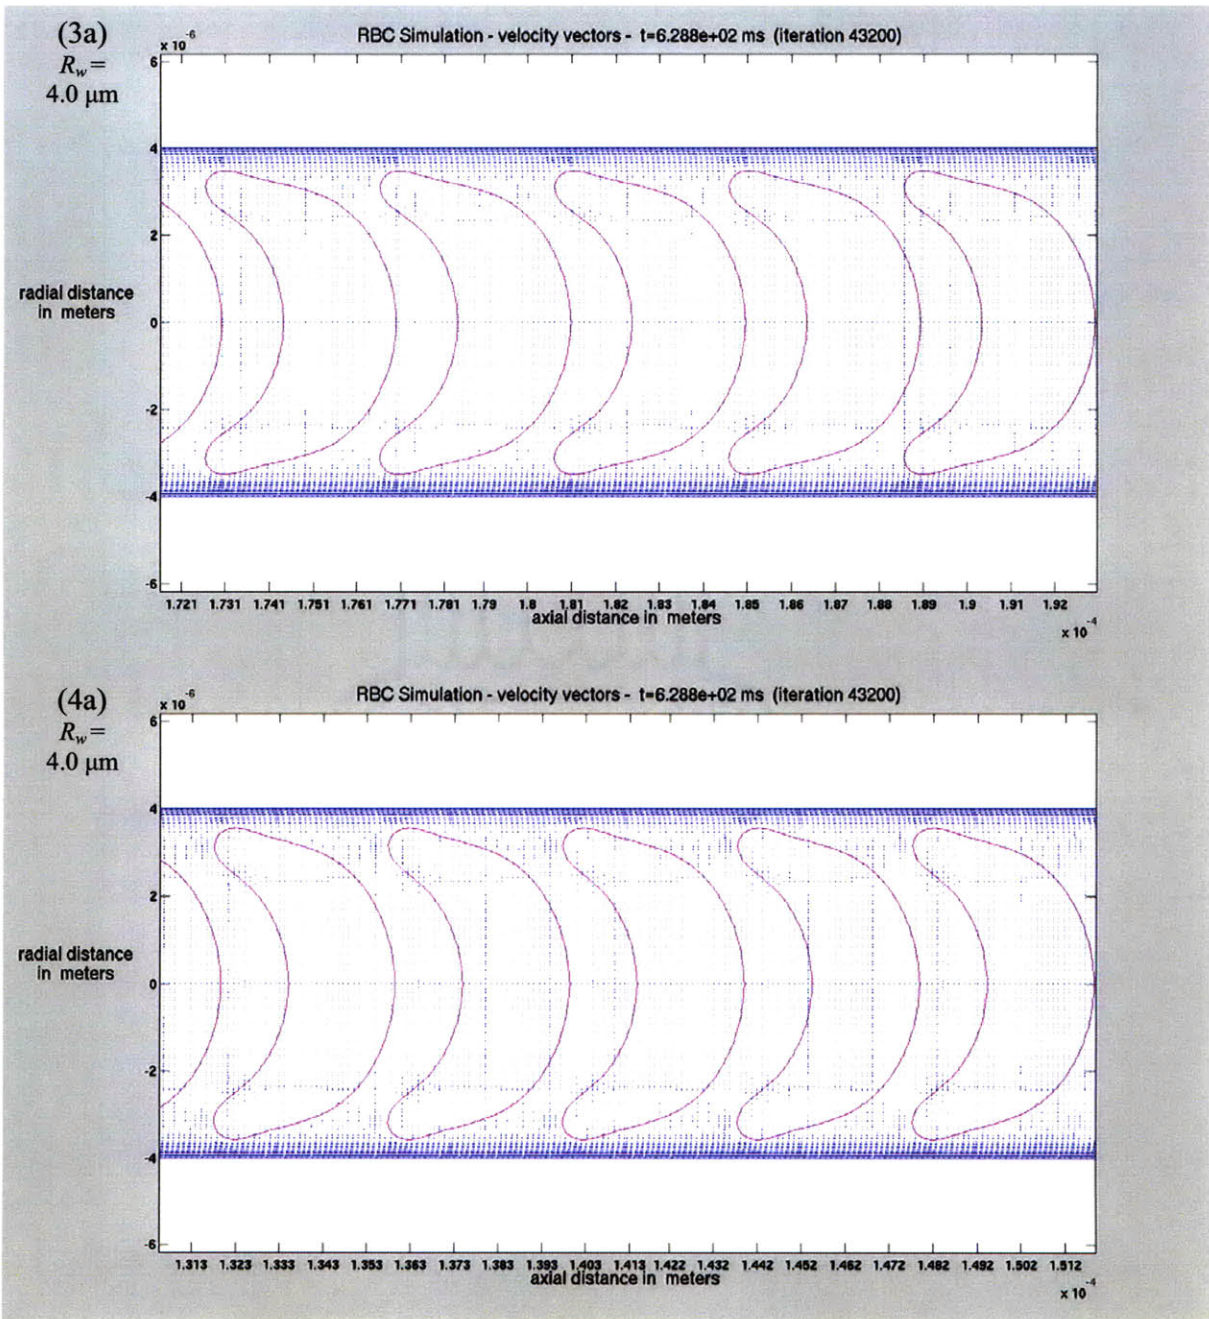 (3a)
R_w =
4.0 μm
x 10^-6
RBC Simulation - velocity vectors - t=6.288e+02 ms (iteration 43200)
6
4
2
0
-2
-4
-6
radial distance
in meters
1.721 1.731 1.741 1.751 1.761 1.771 1.781 1.79 1.8 1.81 1.82 1.83 1.84 1.85 1.86 1.87 1.88 1.89 1.9 1.91 1.92
axial distance in meters
x 10^-4
(4a)
R_w =
4.0 μm
x 10^-6
RBC Simulation - velocity vectors - t=6.288e+02 ms (iteration 43200)
6
4
2
0
-2
-4
-6
radial distance
in meters
1.313 1.323 1.333 1.343 1.353 1.363 1.373 1.383 1.393 1.403 1.413 1.422 1.432 1.442 1.452 1.462 1.472 1.482 1.492 1.502 1.512
axial distance in meters
x 10^-4